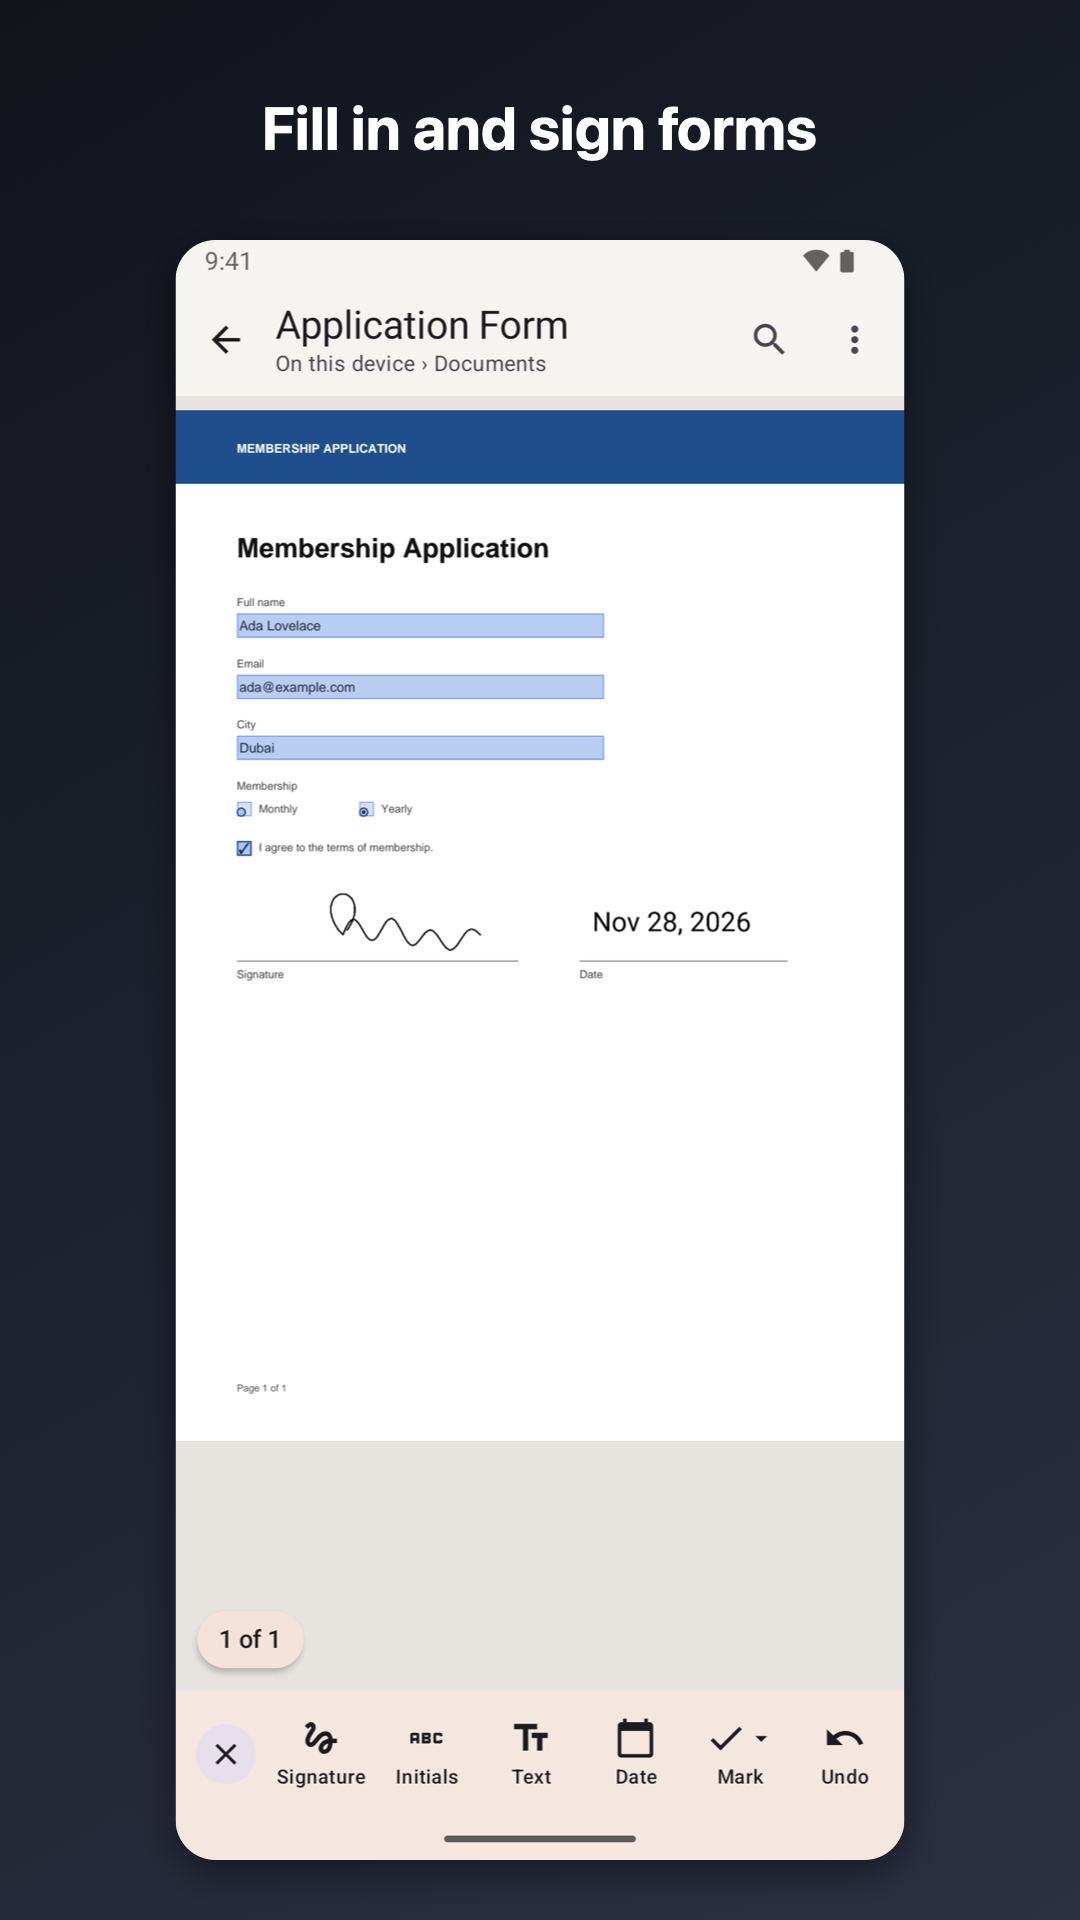 Fill in and sign forms
9:41
Application Form
On this device › Documents
MEMBERSHIP APPLICATION
Membership Application
Full name
Ada Lovelace
Email
ada@example.com
City
Dubai
Membership
Monthly Yearly
I agree to the terms of membership.
Nov 28, 2026
Signature Date
Page 1 of 1
1 of 1
ABC
Signature Initials Text Date Mark Undo